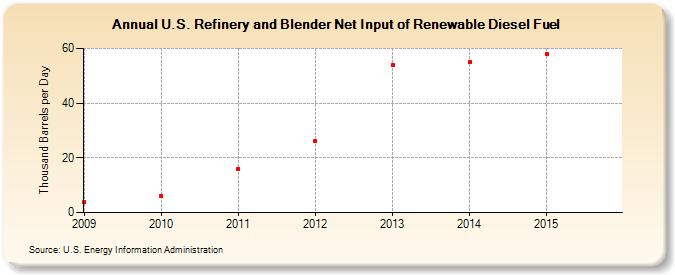 Annual U.S. Refinery and Blender Net Input of Renewable Diesel Fuel
Thousand Barrels per Day
60
40
20
0
2009 2010 2011 2012 2013 2014 2015
Source: U.S. Energy Information Administration